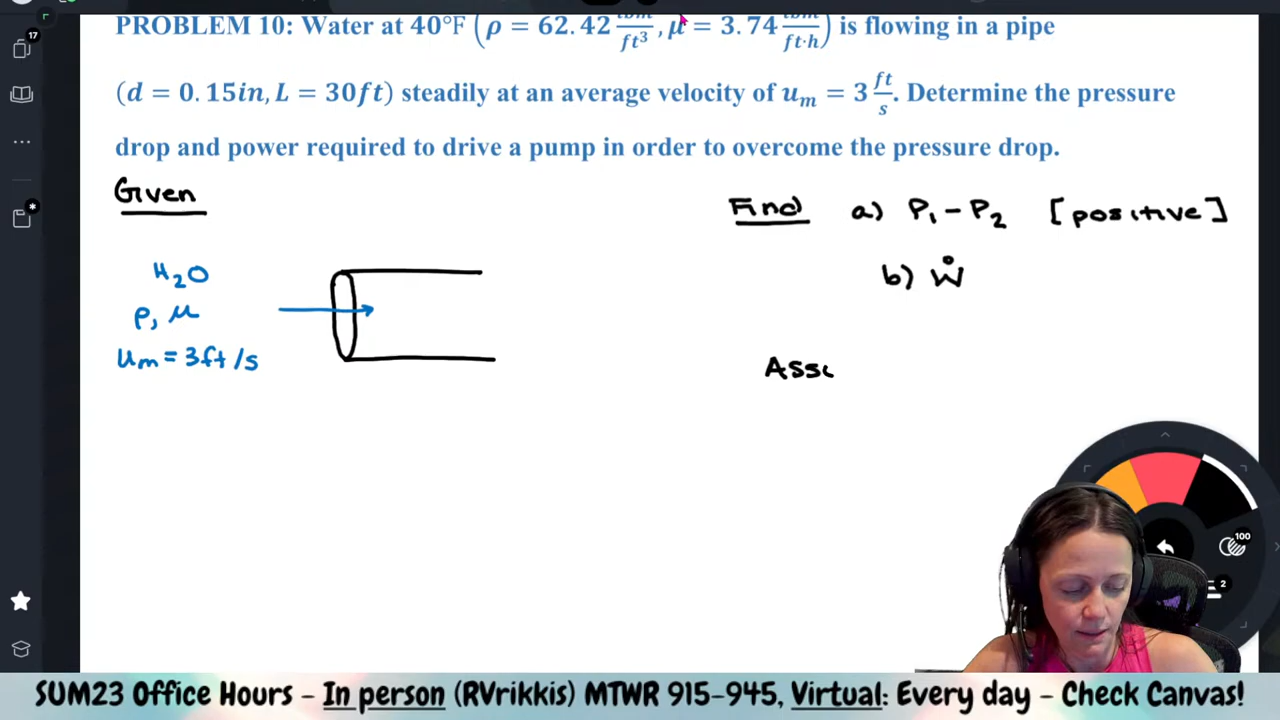 PROBLEM 10: Water at 40°F (ρ = 62.42 lbm/ft³, μ = 3.74 lbm/ft·h) is flowing in a pipe
(d = 0.15in, L = 30ft) steadily at an average velocity of u_m = 3 ft/s. Determine the pressure
drop and power required to drive a pump in order to overcome the pressure drop.
Given
Find a) P₁-P₂ [positive]
b) Ẇ
H₂O
ρ, μ
u_m = 3ft/s
Assu
17
100
2
SUM23 Office Hours – In person (RVrikkis) MTWR 915-945, Virtual: Every day – Check Canvas!